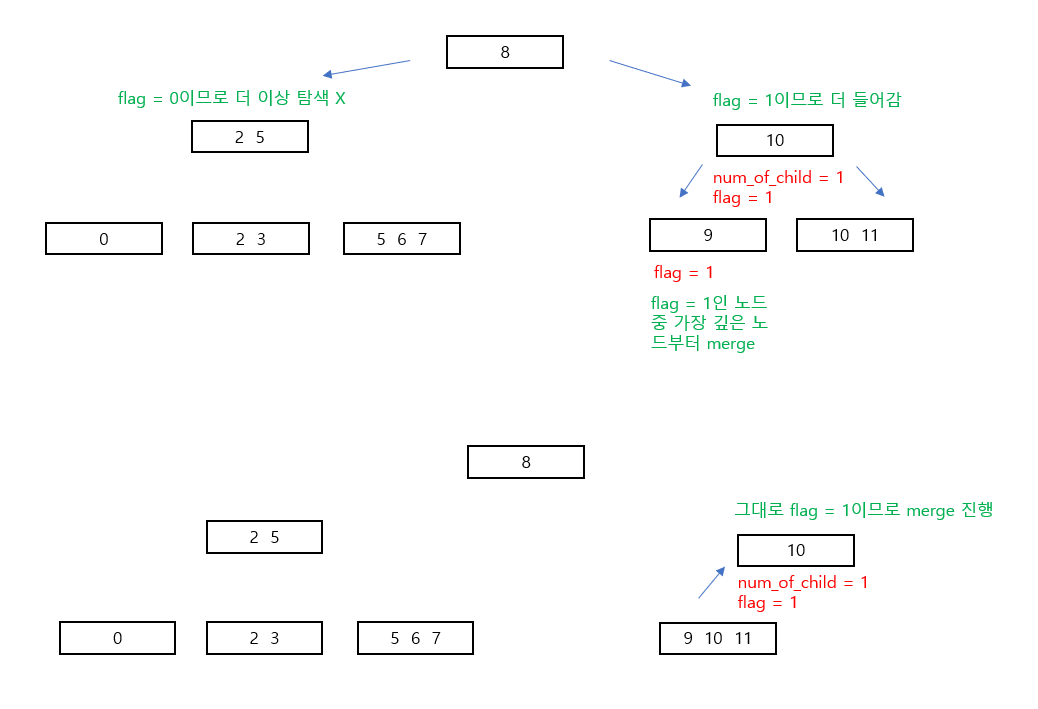 8
flag = 0이므로 더 이상 탐색 X
flag = 1이므로 더 들어감
2 5
10
num_of_child = 1
flag = 1
0
2 3
5 6 7
9
10 11
flag = 1
flag = 1인 노드
중 가장 깊은 노
드부터 merge
8
그대로 flag = 1이므로 merge 진행
2 5
10
num_of_child = 1
flag = 1
0
2 3
5 6 7
9 10 11